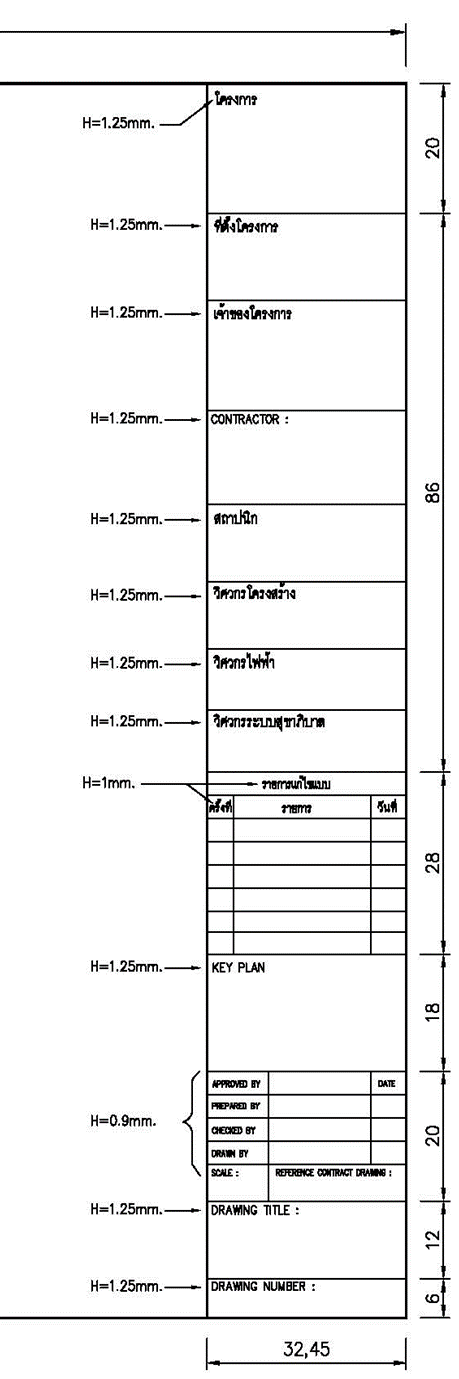 โครงการ
H=1.25mm.
20
H=1.25mm.
ที่ตั้งโครงการ
H=1.25mm.
เจ้าของโครงการ
H=1.25mm.
CONTRACTOR :
86
H=1.25mm.
สถาปนิก
H=1.25mm.
วิศวกรโครงสร้าง
H=1.25mm.
วิศวกรไฟฟ้า
H=1.25mm.
วิศวกรระบบสุขาภิบาล
H=1mm.
รายการแก้ไขแบบ
ครั้งที่ รายการ วันที่
28
H=1.25mm.
KEY PLAN
18
APPROVED BY DATE
PREPARED BY
H=0.9mm.
CHECKED BY
20
DRAWN BY
SCALE : REFERENCE CONTRACT DRAWING :
H=1.25mm.
DRAWING TITLE :
12
H=1.25mm.
DRAWING NUMBER :
6
32,45